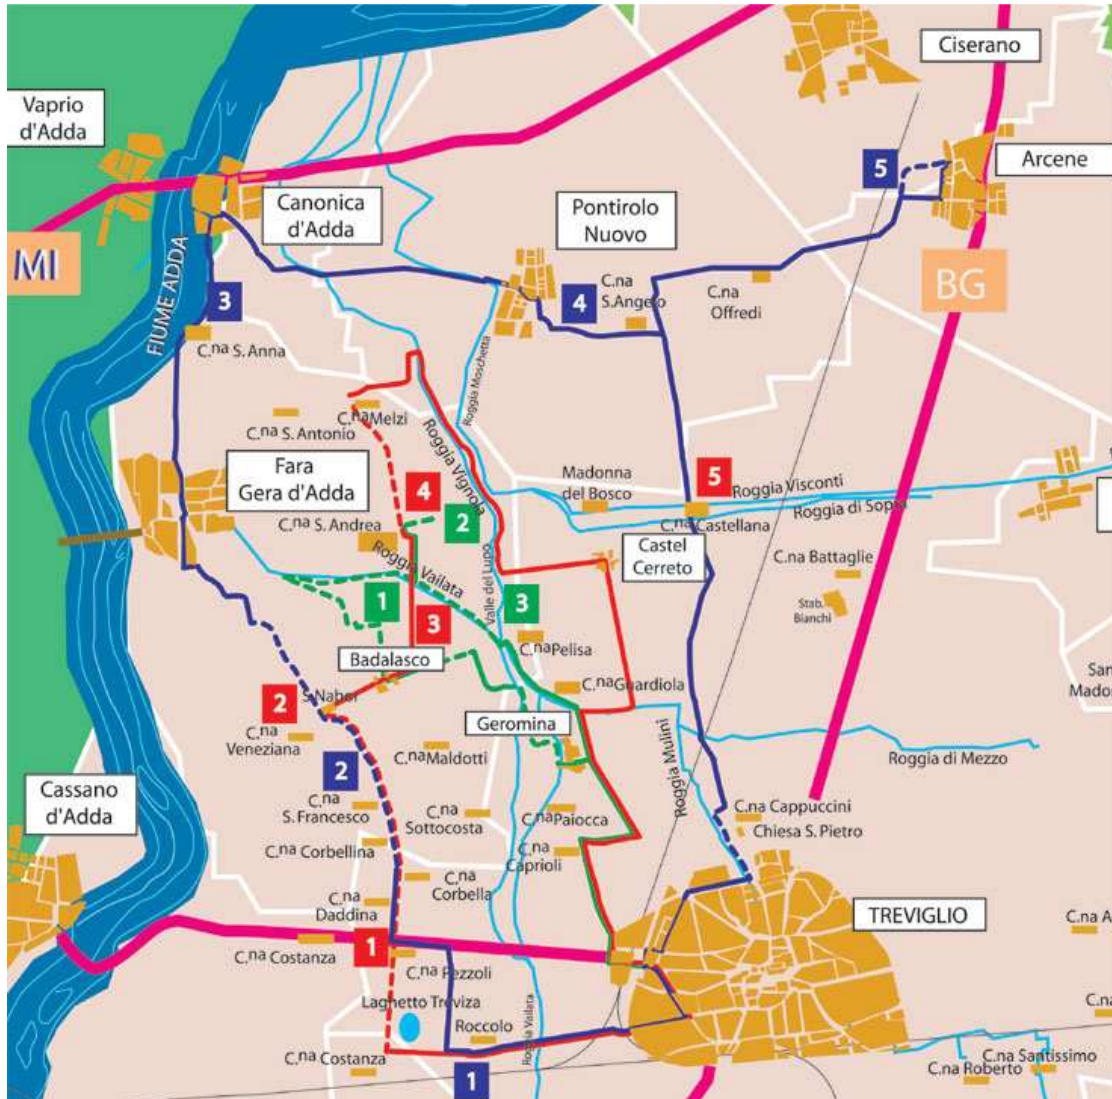 Ciserano
Vaprio
d'Adda
5
Arcene
Canonica
d'Adda
Pontirolo
Nuovo
MI
FIUME ADDA
BG
3
4
C.na
S.Angelo
C.na
Offredi
C.na S. Anna
Roggia Moschetta
C.na Melzi
C.na S. Antonio
Roggia Vignola
Fara
Gera d'Adda
4
2
Madonna
del Bosco
5
Roggia Visconti
Roggia di Sopra
C.na S. Andrea
C.na Castellana
Roggia Vailata
Valle del Lupo
Castel
Cerreto
C.na Battaglie
1
3
3
Stab.
Bianchi
C.na Pelisa
Badalasco
San
Mado
C.na Guardiola
2
S.Nabor
Geromina
C.na
Veneziana
C.na Maldotti
Roggia Mulini
Roggia di Mezzo
2
Cassano
d'Adda
C.na
S. Francesco
C.na
Sottocosta
C.na Paiocca
C.na Cappuccini
Chiesa S. Pietro
C.na Corbellina
C.na
Caprioli
C.na
Corbella
C.na
Daddina
TREVIGLIO
C.na A
1
C.na Costanza
C.na Pezzoli
Laghetto Treviza
Roccolo
Roggia Vailata
C.na
C.na Costanza
C.na Santissimo
C.na Roberto
1